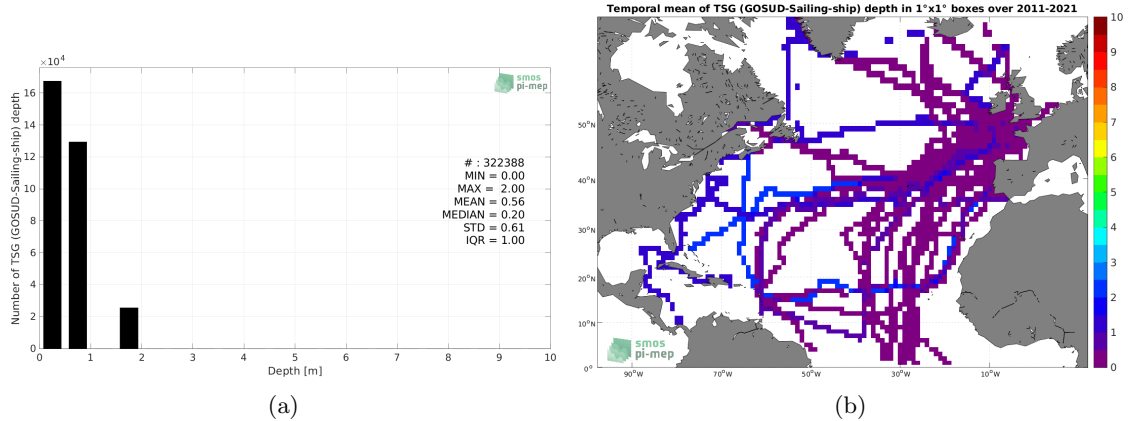 Number of TSG (GOSUD-Sailing-ship) depth
×10⁴
16
14
12
10
8
6
4
2
0
smos
pi-mep
# : 322388
MIN = 0.00
MAX = 2.00
MEAN = 0.56
MEDIAN = 0.20
STD = 0.61
IQR = 1.00
0 1 2 3 4 5 6 7 8 9 10
Depth [m]
(a)
Temporal mean of TSG (GOSUD-Sailing-ship) depth in 1°x1° boxes over 2011-2021
50°N
40°N
30°N
20°N
10°N
0°
smos
pi-mep
90°W 70°W 50°W 30°W 10°W
10
9
8
7
6
5
4
3
2
1
0
(b)